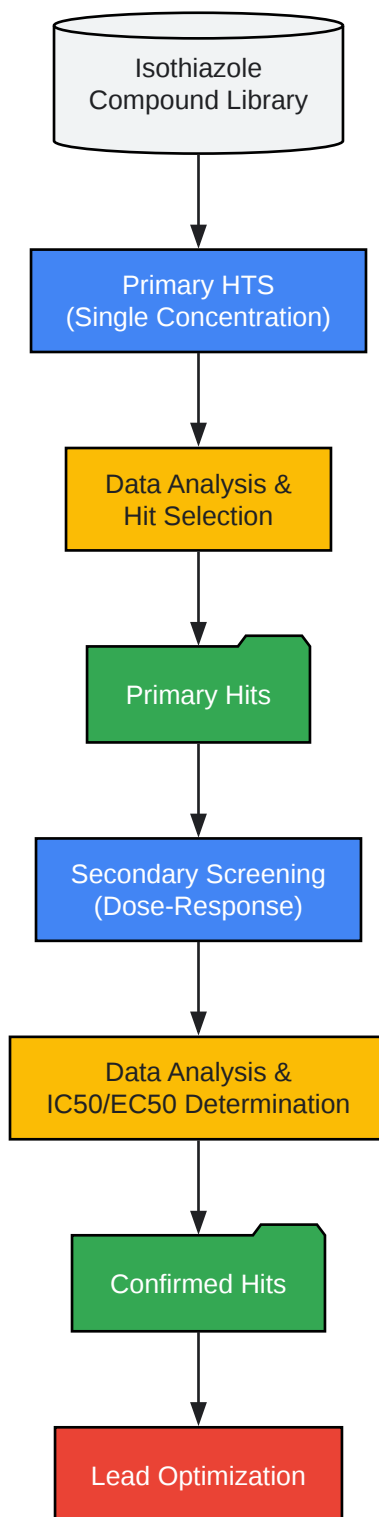 Isothiazole
Compound Library
Primary HTS
(Single Concentration)
Data Analysis &
Hit Selection
Primary Hits
Secondary Screening
(Dose-Response)
Data Analysis &
IC50/EC50 Determination
Confirmed Hits
Lead Optimization